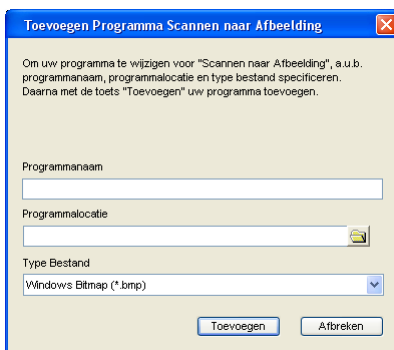 Toevoegen Programma Scannen naar Afbeelding
Om uw programma te wijzigen voor "Scannen naar Afbeelding", a.u.b.
programnaam, programmalocatie en type bestand specificeren.
Daarna met de toets "Toevoegen" uw programma toevoegen.
Programmanaam
Programmalocatie
Type Bestand
Windows Bitmap (*.bmp)
Toevoegen
Afbreken